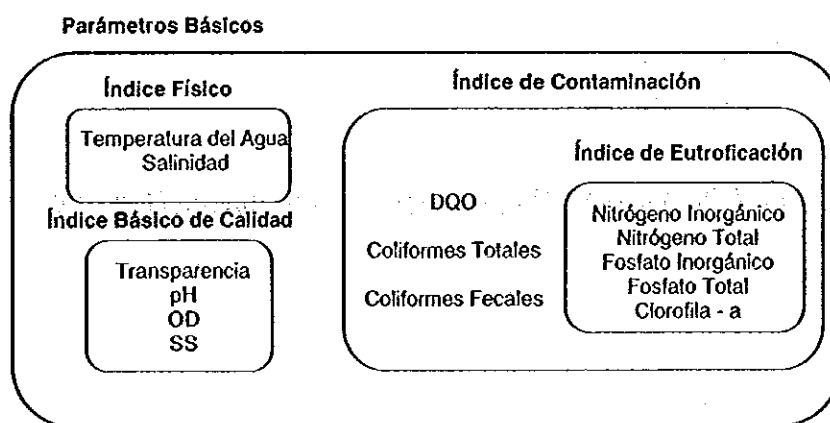 Parámetros Básicos
Índice Físico
Temperatura del Agua
Salinidad
Índice Básico de Calidad
Transparencia
pH
OD
SS
Índice de Contaminación
DQO
Coliformes Totales
Coliformes Fecales
Índice de Eutroficación
Nitrógeno Inorgánico
Nitrógeno Total
Fosfato Inorgánico
Fosfato Total
Clorofila - a